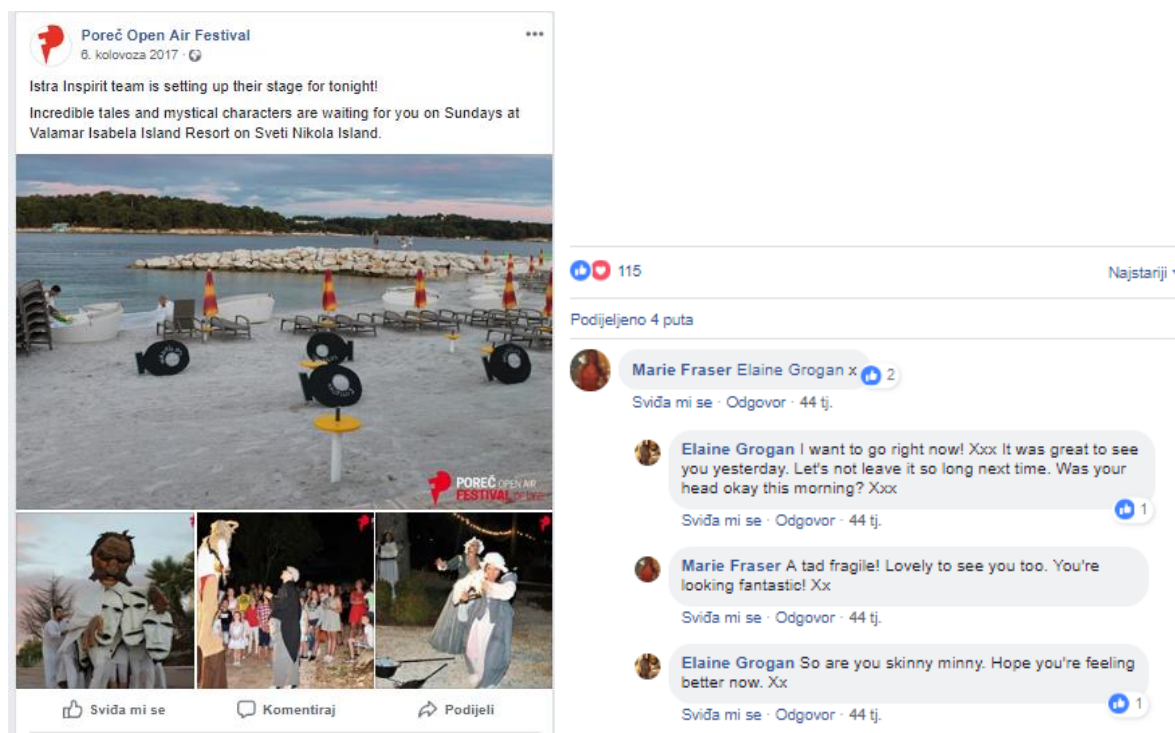 Poreč Open Air Festival
6. kolovoza 2017 ·
Istra Inspirit team is setting up their stage for tonight!
Incredible tales and mystical characters are waiting for you on Sundays at
Valamar Isabela Island Resort on Sveti Nikola Island.
POREČ OPEN AIR
FESTIVAL OF LIFE
Sviđa mi se
Komentiraj
Podijeli
115
Najstariji
Podijeljeno 4 puta
Marie Fraser Elaine Grogan x
2
Sviđa mi se · Odgovor · 44 tj.
Elaine Grogan I want to go right now! Xxx It was great to see
you yesterday. Let's not leave it so long next time. Was your
head okay this morning? Xxx
1
Sviđa mi se · Odgovor · 44 tj.
Marie Fraser A tad fragile! Lovely to see you too. You're
looking fantastic! Xx
Sviđa mi se · Odgovor · 44 tj.
Elaine Grogan So are you skinny minny. Hope you're feeling
better now. Xx
1
Sviđa mi se · Odgovor · 44 tj.